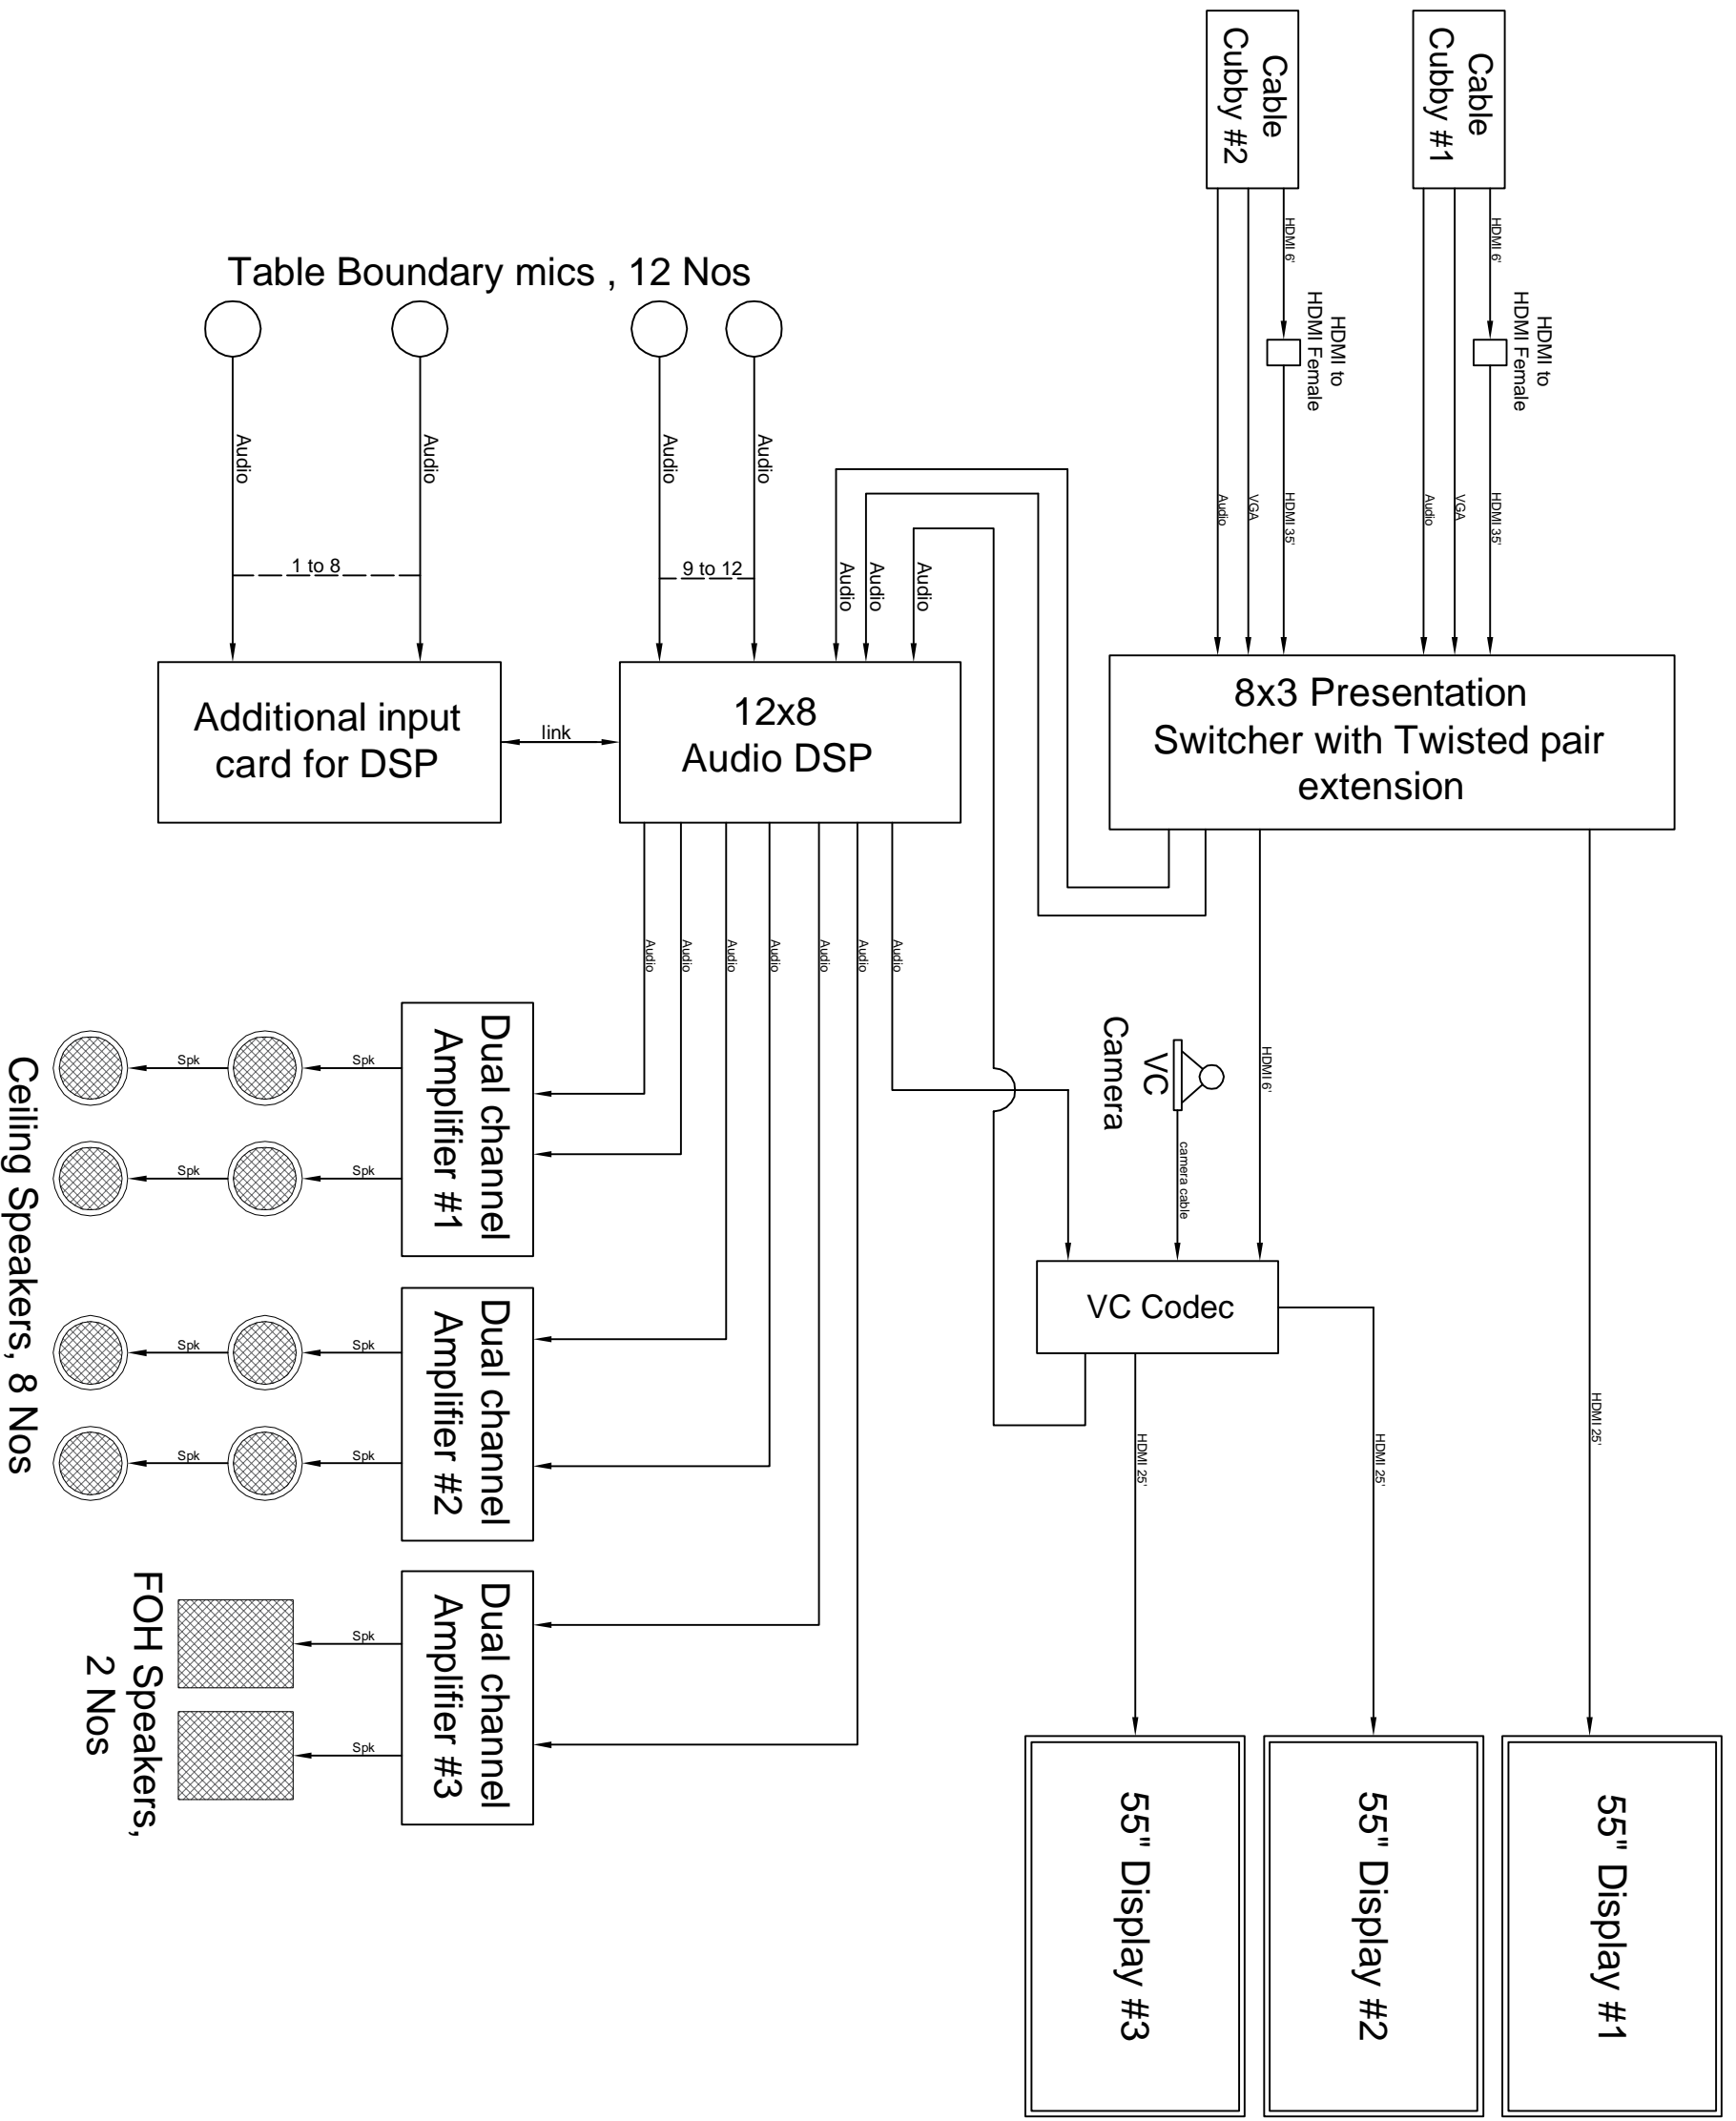 Cable
Cubby #1
Cable
Cubby #2
HDMI 6'
HDMI to
HDMI Female
HDMI 35'
VGA
Audio
HDMI 6'
HDMI to
HDMI Female
HDMI 35'
VGA
Audio
Table Boundary mics , 12 Nos
Audio
Audio
Audio
Audio
1 to 8
9 to 12
Audio
Audio
Audio
8x3 Presentation
Switcher with Twisted pair
extension
12x8
Audio DSP
link
Additional input
card for DSP
Audio
Audio
Audio
Audio
Audio
Audio
Audio
VC
Camera
camera cable
HDMI 6'
VC Codec
HDMI 25'
HDMI 25'
HDMI 25'
Dual channel
Amplifier #1
Spk
Spk
Spk
Spk
Dual channel
Amplifier #2
Spk
Spk
Spk
Spk
Ceiling Speakers, 8 Nos
Dual channel
Amplifier #3
Spk
Spk
FOH Speakers,
2 Nos
55" Display #1
55" Display #2
55" Display #3